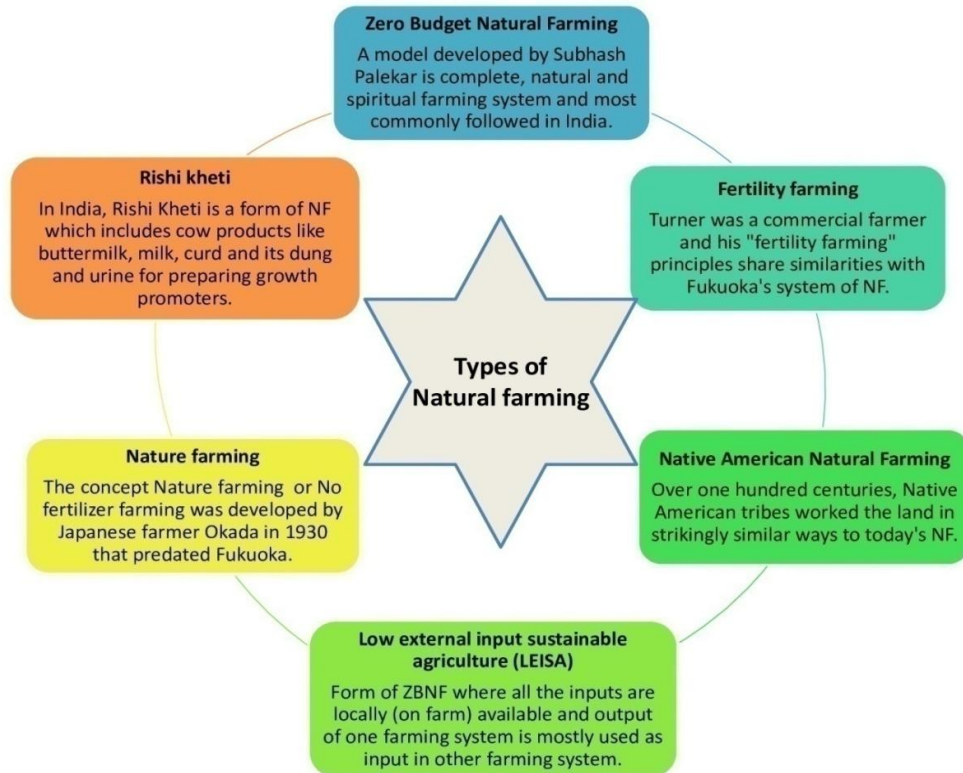 Zero Budget Natural Farming
A model developed by Subhash
Palekar is complete, natural and
spiritual farming system and most
commonly followed in India.
Rishi kheti
In India, Rishi Kheti is a form of NF
which includes cow products like
buttermilk, milk, curd and its dung
and urine for preparing growth
promoters.
Fertility farming
Turner was a commercial farmer
and his "fertility farming"
principles share similarities with
Fukuoka's system of NF.
Types of
Natural farming
Nature farming
The concept Nature farming or No
fertilizer farming was developed by
Japanese farmer Okada in 1930
that predated Fukuoka.
Native American Natural Farming
Over one hundred centuries, Native
American tribes worked the land in
strikingly similar ways to today's NF.
Low external input sustainable
agriculture (LEISA)
Form of ZBNF where all the inputs are
locally (on farm) available and output
of one farming system is mostly used as
input in other farming system.